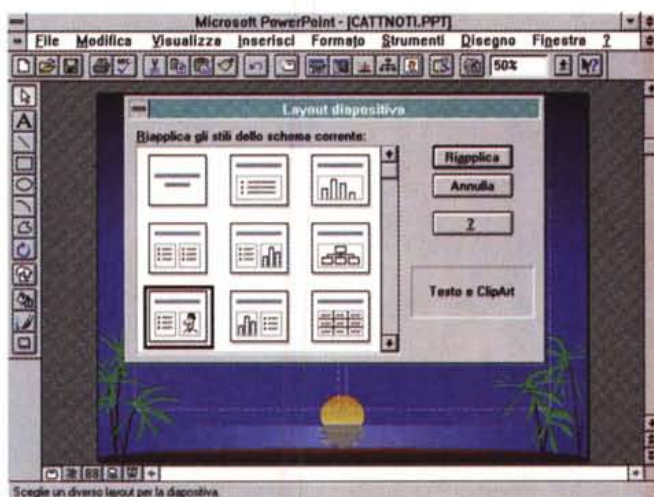 Microsoft PowerPoint - [CATTNOTI.PPT]
File Modifica Visualizza Inserisci Formato Strumenti Disegno Finestra ?
50%
A
Layout diapositiva
Riapplica gli stili dello schema corrente:
Riapplica
Annulla
?
Testo e ClipArt
Sceglie un diverso layout per la diapositiva.